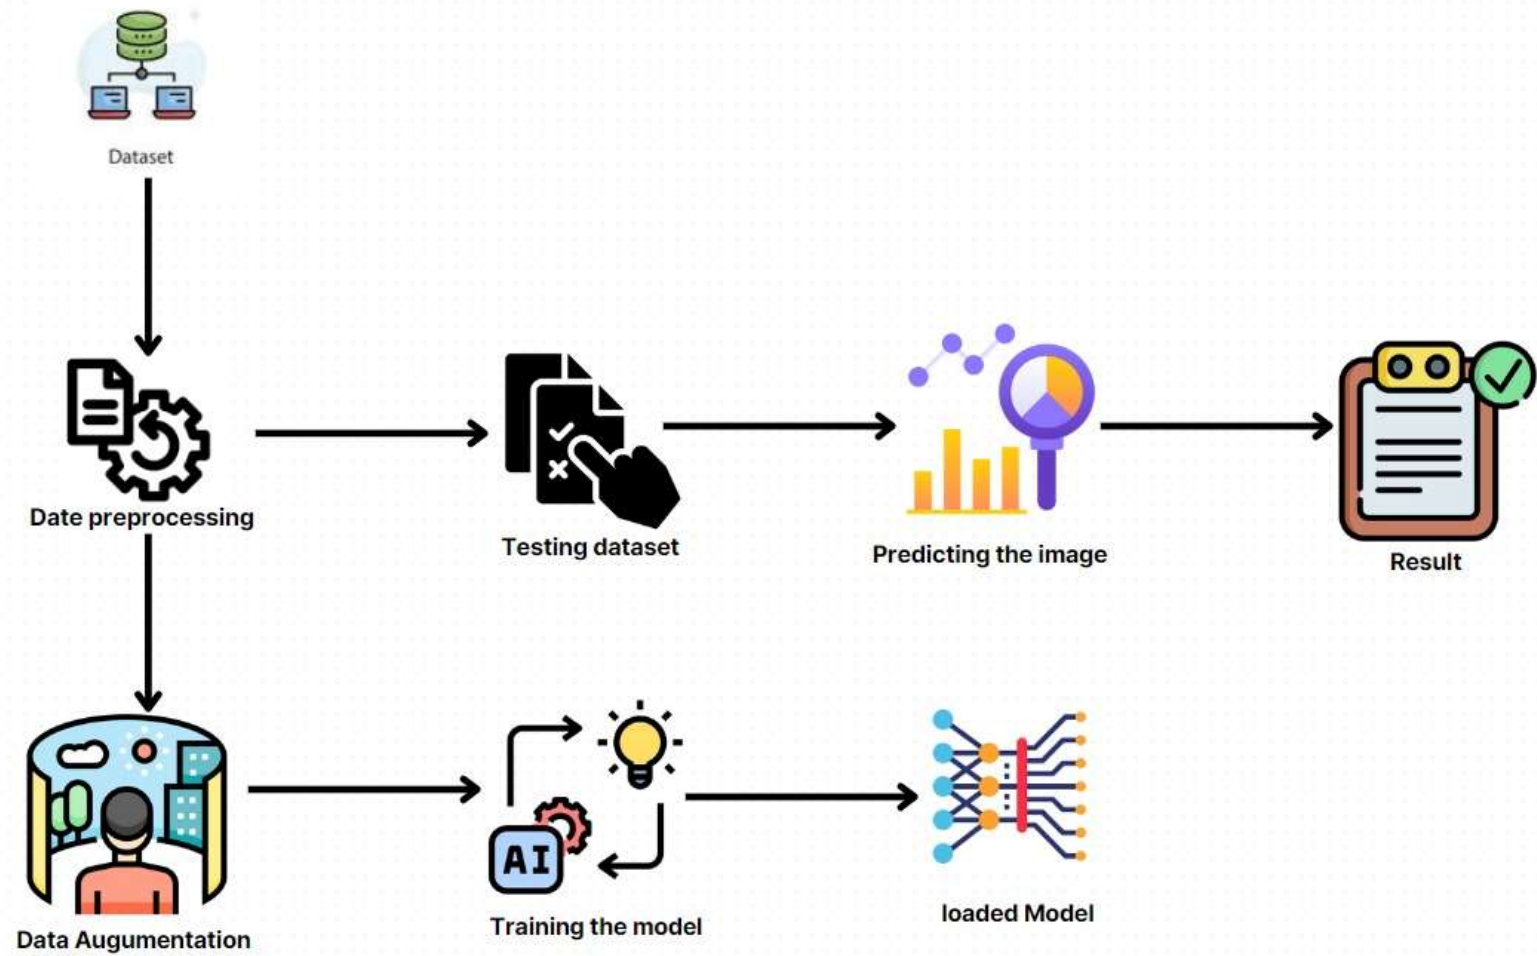 Dataset
Date preprocessing
Testing dataset
Predicting the image
Result
AI
Training the model
loaded Model
Data Augumentation